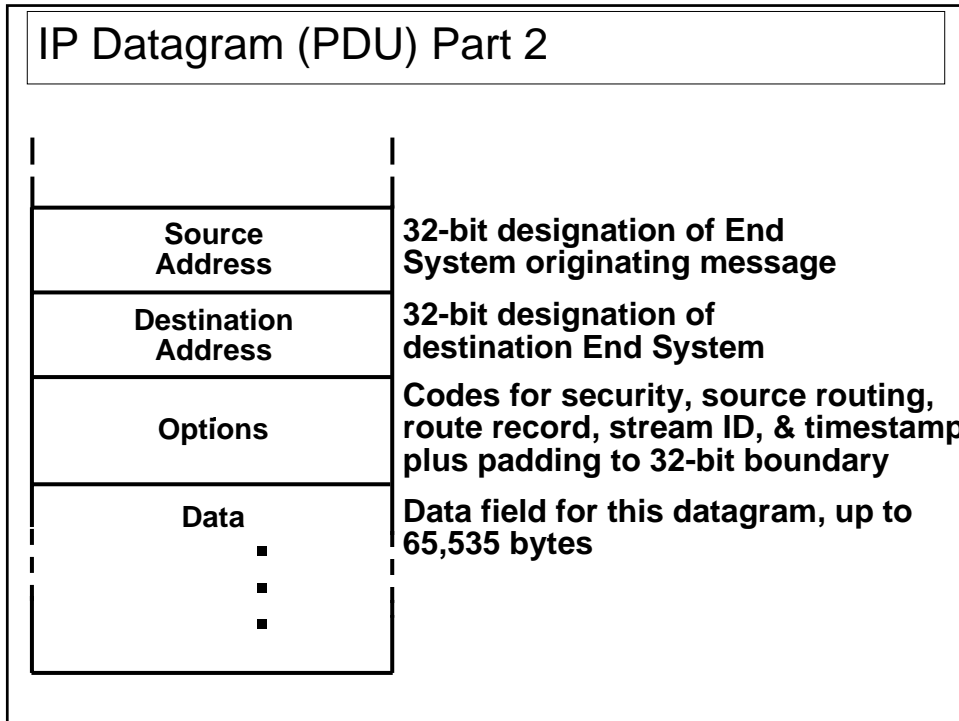 IP Datagram (PDU) Part 2
Source
Address
32-bit designation of End
System originating message
Destination
Address
32-bit designation of
destination End System
Options
Codes for security, source routing,
route record, stream ID, & timestamp
plus padding to 32-bit boundary
Data
Data field for this datagram, up to
65,535 bytes